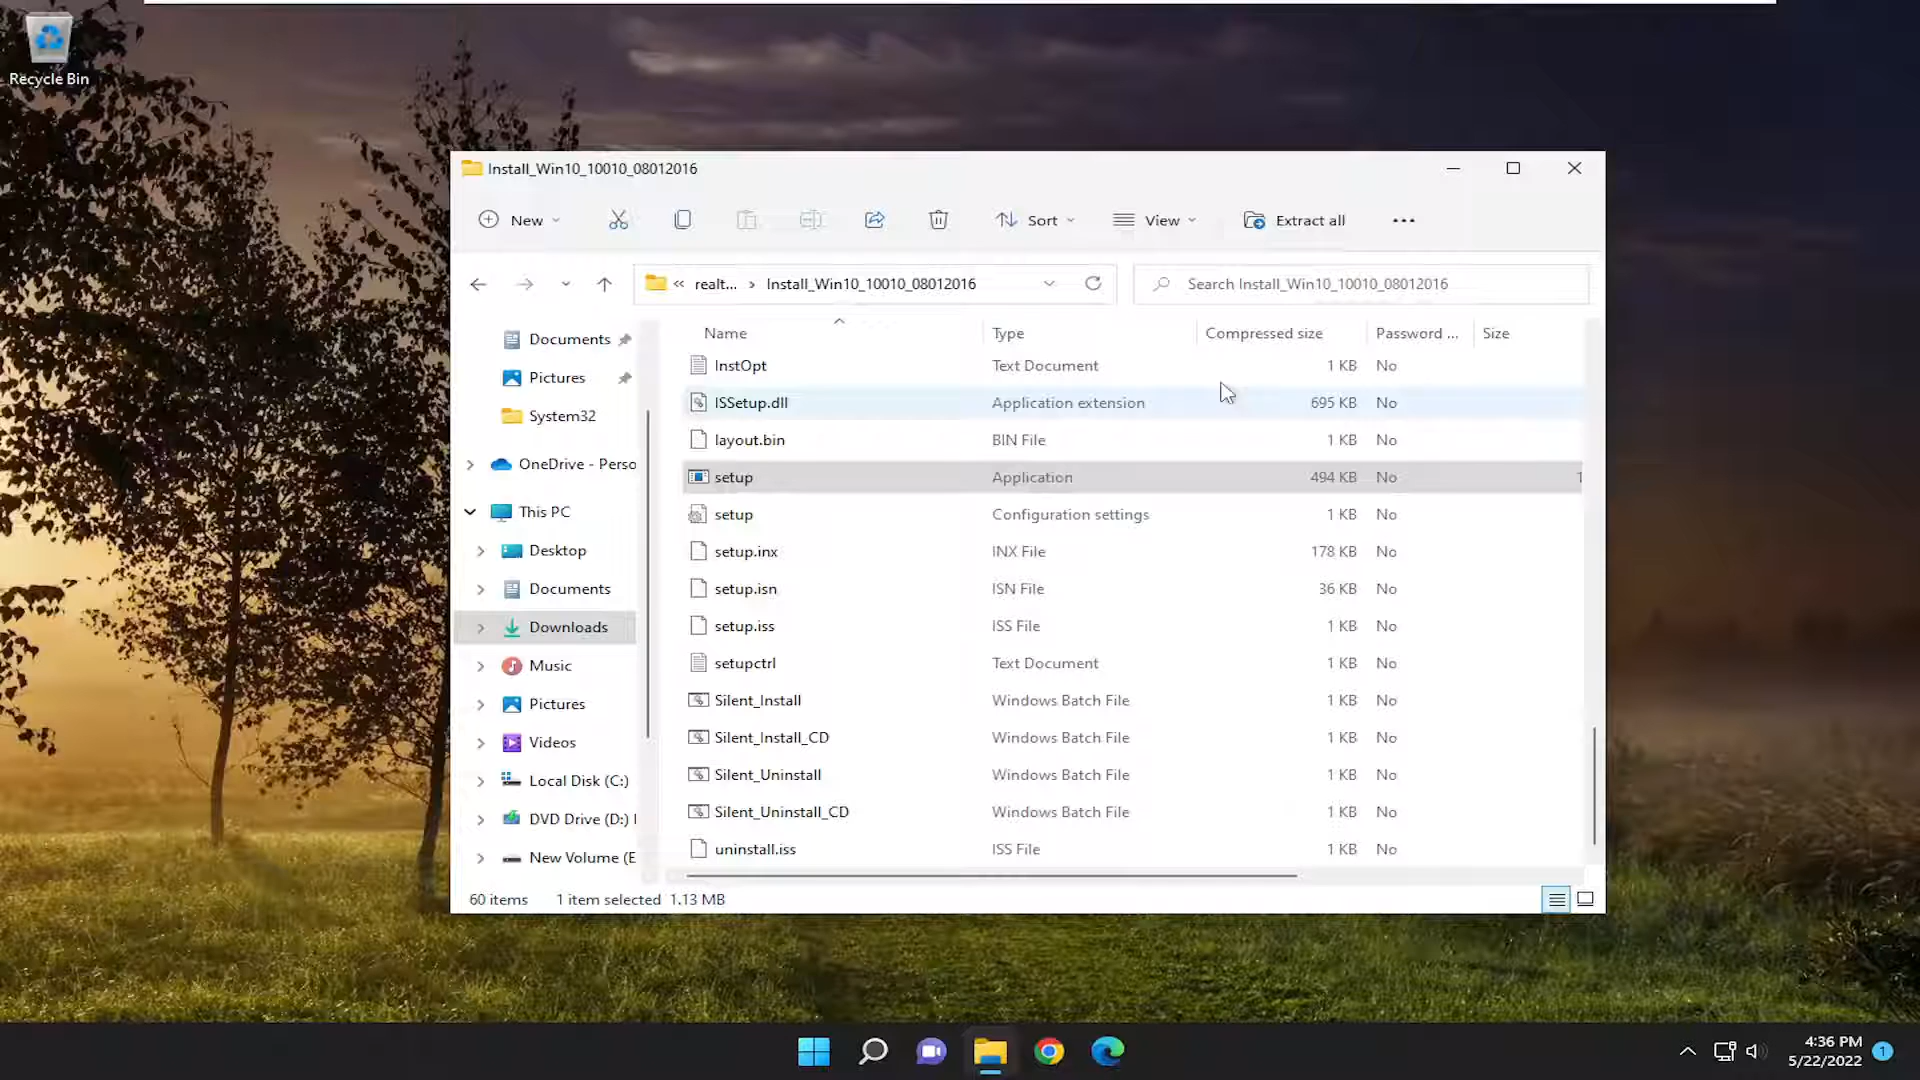 Recycle Bin
Install_Win10_10010_08012016
New Sort View Extract all
« realt... › Install_Win10_10010_08012016
Search Install_Win10_10010_08012016
Documents
Pictures
System32
OneDrive - Perso
This PC
Desktop
Documents
Downloads
Music
Pictures
Videos
Local Disk (C:)
DVD Drive (D:)
New Volume (E
Name Type Compressed size Password ... Size
InstOpt Text Document 1 KB No
ISSetup.dll Application extension 695 KB No
layout.bin BIN File 1 KB No
setup Application 494 KB No 1
setup Configuration settings 1 KB No
setup.inx INX File 178 KB No
setup.isn ISN File 36 KB No
setup.iss ISS File 1 KB No
setupctrl Text Document 1 KB No
Silent_Install Windows Batch File 1 KB No
Silent_Install_CD Windows Batch File 1 KB No
Silent_Uninstall Windows Batch File 1 KB No
Silent_Uninstall_CD Windows Batch File 1 KB No
uninstall.iss ISS File 1 KB No
60 items 1 item selected 1.13 MB
4:36 PM
5/22/2022
1